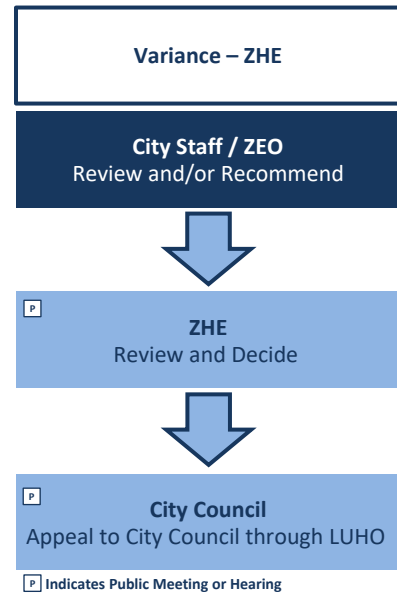 Variance – ZHE
City Staff / ZEO
Review and/or Recommend
P
ZHE
Review and Decide
P
City Council
Appeal to City Council through LUHO
P Indicates Public Meeting or Hearing